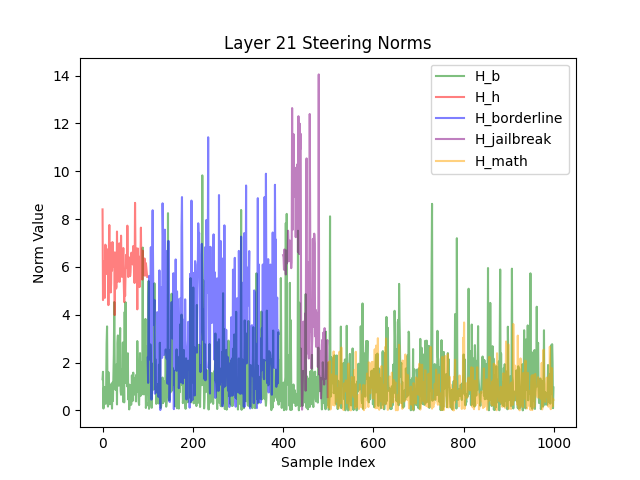 Layer 21 Steering Norms
Norm Value
14
12
10
8
6
4
2
0
H_b
H_h
H_borderline
H_jailbreak
H_math
0
200
400
600
800
1000
Sample Index